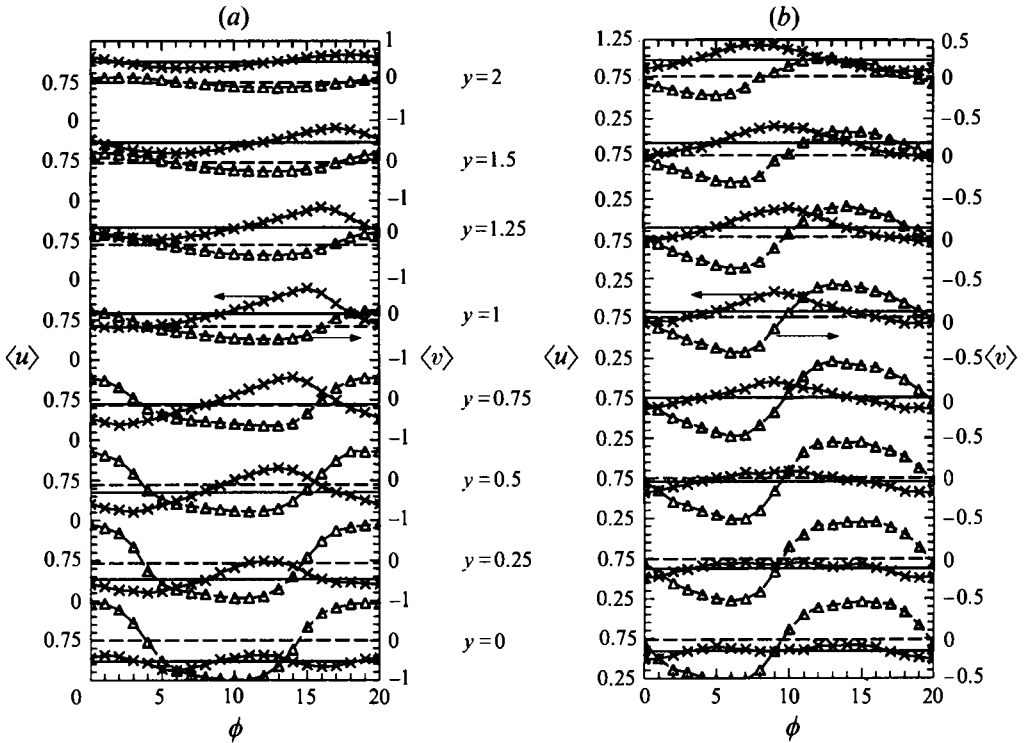 (a) (b)
1 1.25 0.5
0.75 0 y = 2 0.75 0
0 −1 1.25 −0.5
0.75 0 y = 1.5 0.75 0
0 −1 1.25 −0.5
0.75 0 y = 1.25 0.75 0
0 −1 1.25 −0.5
0.75 0 y = 1 0.75 0
⟨u⟩ 0 −1 ⟨v⟩ ⟨u⟩ 0.25 −0.5 ⟨v⟩
0.75 0 y = 0.75 0.75 0
0 −1 0.25 −0.5
0.75 0 y = 0.5 0.75 0
0 −1 0.25 −0.5
0.75 0 y = 0.25 0.75 0
0 −1 0.25 −0.5
0.75 0 y = 0 0.75 0
−1 0.25 −0.5
0 5 10 15 20 0 5 10 15 20
ϕ ϕ